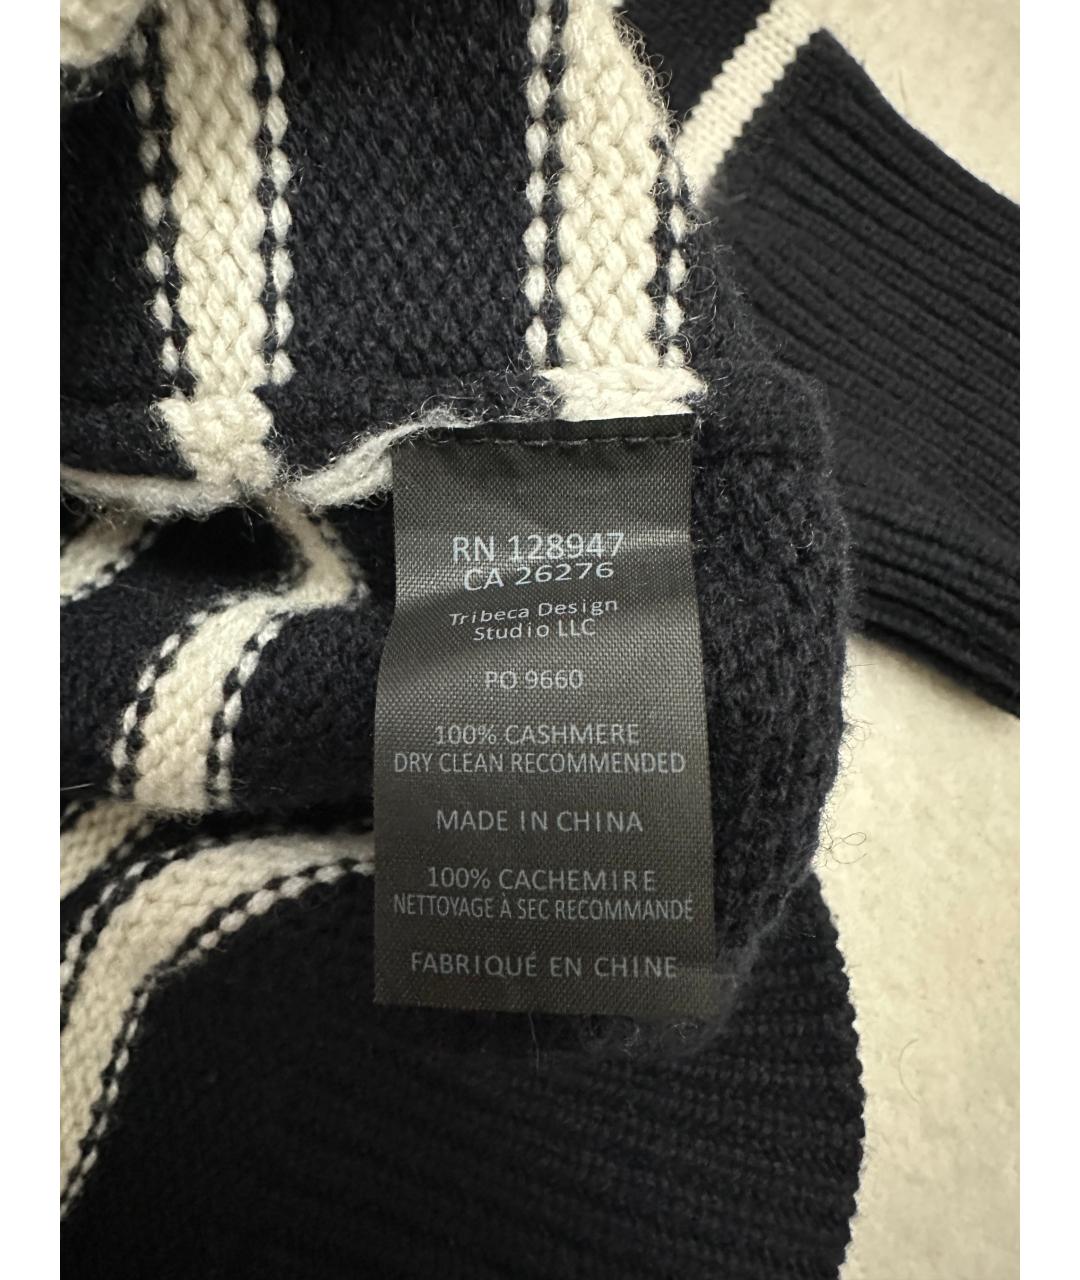 RN 128947
CA 26276
Tribeca Design
Studio LLC
PO 9660
100% CASHMERE
DRY CLEAN RECOMMENDED
MADE IN CHINA
100% CACHEMIRE
NETTOYAGE À SEC RECOMMANDÉ
FABRIQUÉ EN CHINE